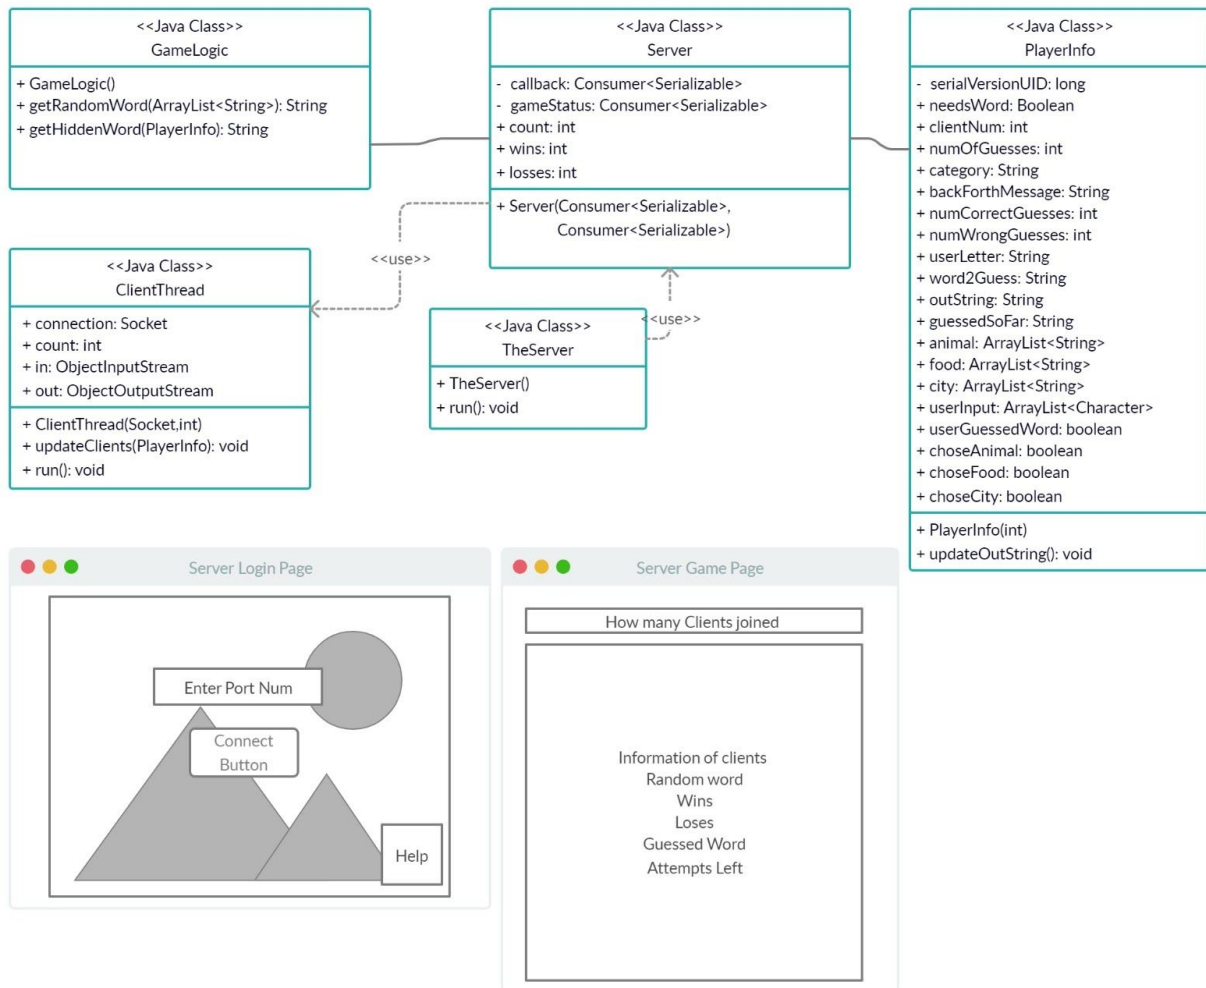 <<Java Class>>
GameLogic
+ GameLogic()
+ getRandomWord(ArrayList<String>): String
+ getHiddenWord(PlayerInfo): String
<<Java Class>>
Server
- callback: Consumer<Serializable>
- gameStatus: Consumer<Serializable>
+ count: int
+ wins: int
+ losses: int
+ Server(Consumer<Serializable>,
Consumer<Serializable>)
<<Java Class>>
PlayerInfo
- serialVersionUID: long
+ needsWord: Boolean
+ clientNum: int
+ numOfGuesses: int
+ category: String
+ backForthMessage: String
+ numCorrectGuesses: int
+ numWrongGuesses: int
+ userLetter: String
+ word2Guess: String
+ outString: String
+ guessedSoFar: String
+ animal: ArrayList<String>
+ food: ArrayList<String>
+ city: ArrayList<String>
+ userInput: ArrayList<Character>
+ userGuessedWord: boolean
+ choseAnimal: boolean
+ choseFood: boolean
+ choseCity: boolean
+ PlayerInfo(int)
+ updateOutString(): void
<<use>>
<<Java Class>>
ClientThread
+ connection: Socket
+ count: int
+ in: ObjectInputStream
+ out: ObjectOutputStream
+ ClientThread(Socket,int)
+ updateClients(PlayerInfo): void
+ run(): void
<<use>>
<<Java Class>>
TheServer
+ TheServer()
+ run(): void
Server Login Page
Enter Port Num
Connect
Button
Help
Server Game Page
How many Clients joined
Information of clients
Random word
Wins
Loses
Guessed Word
Attempts Left